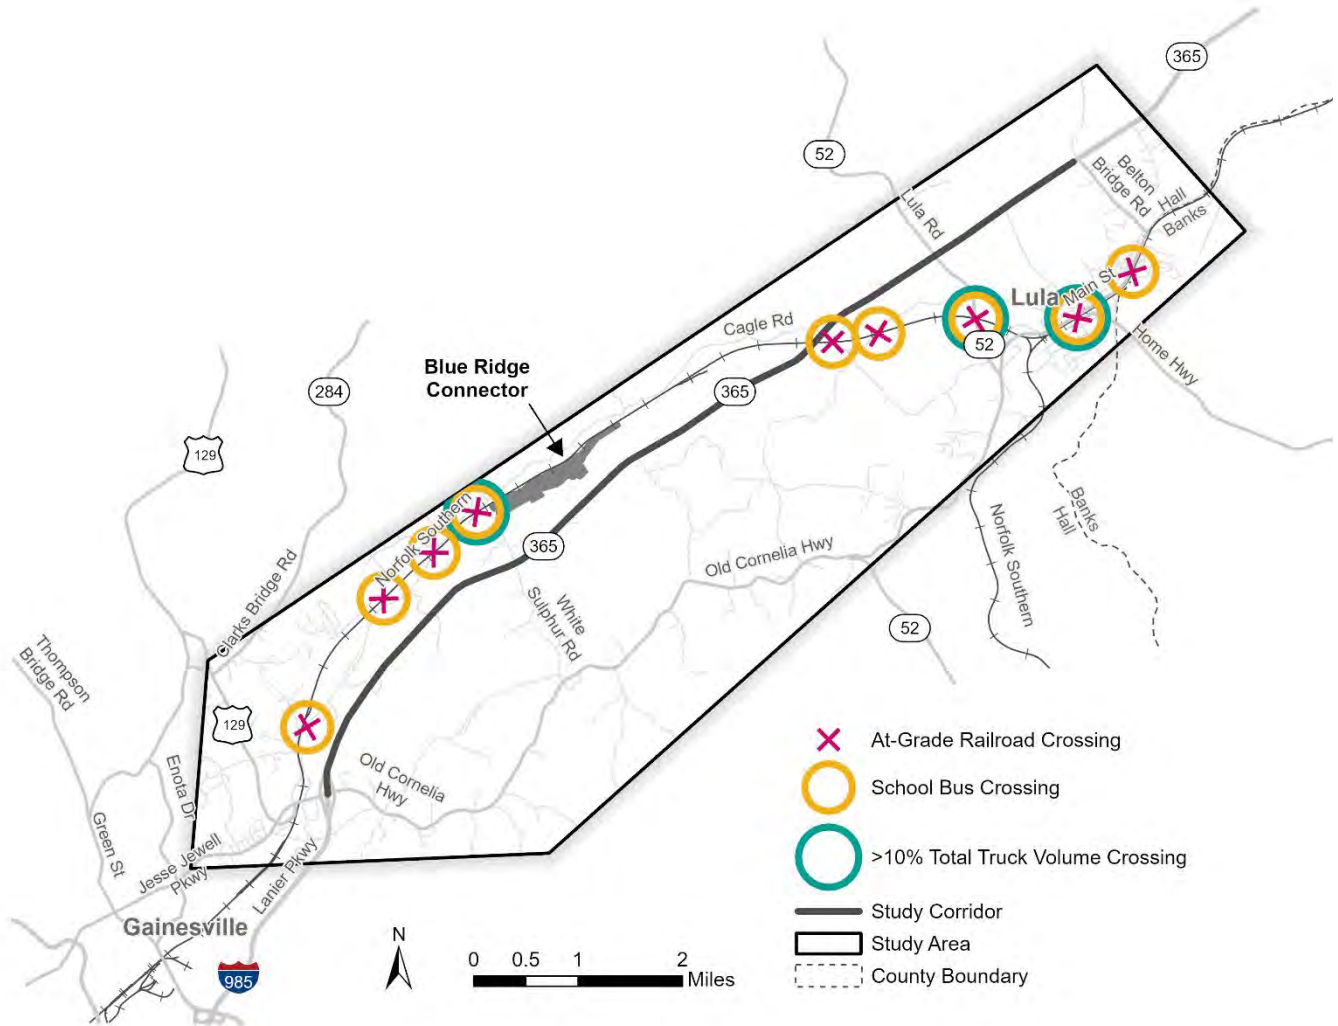 365
52
Belton
Bridge Rd
Hall
Banks
Lula Rd
Lula
Main St
Cagle Rd
52
Home Hwy
Blue Ridge
Connector
365
284
129
Norfolk Southern
365
Old Cornelia Hwy
Norfolk Southern
Banks
Hall
White
Sulphur Rd
Clarks Bridge Rd
52
Thompson
Bridge Rd
129
Enota Dr
Old Cornelia
Hwy
Green St
Jesse Jewell
Pkwy
Lanier Pkwy
Gainesville
985
N
0 0.5 1 2
Miles
At-Grade Railroad Crossing
School Bus Crossing
>10% Total Truck Volume Crossing
Study Corridor
Study Area
County Boundary